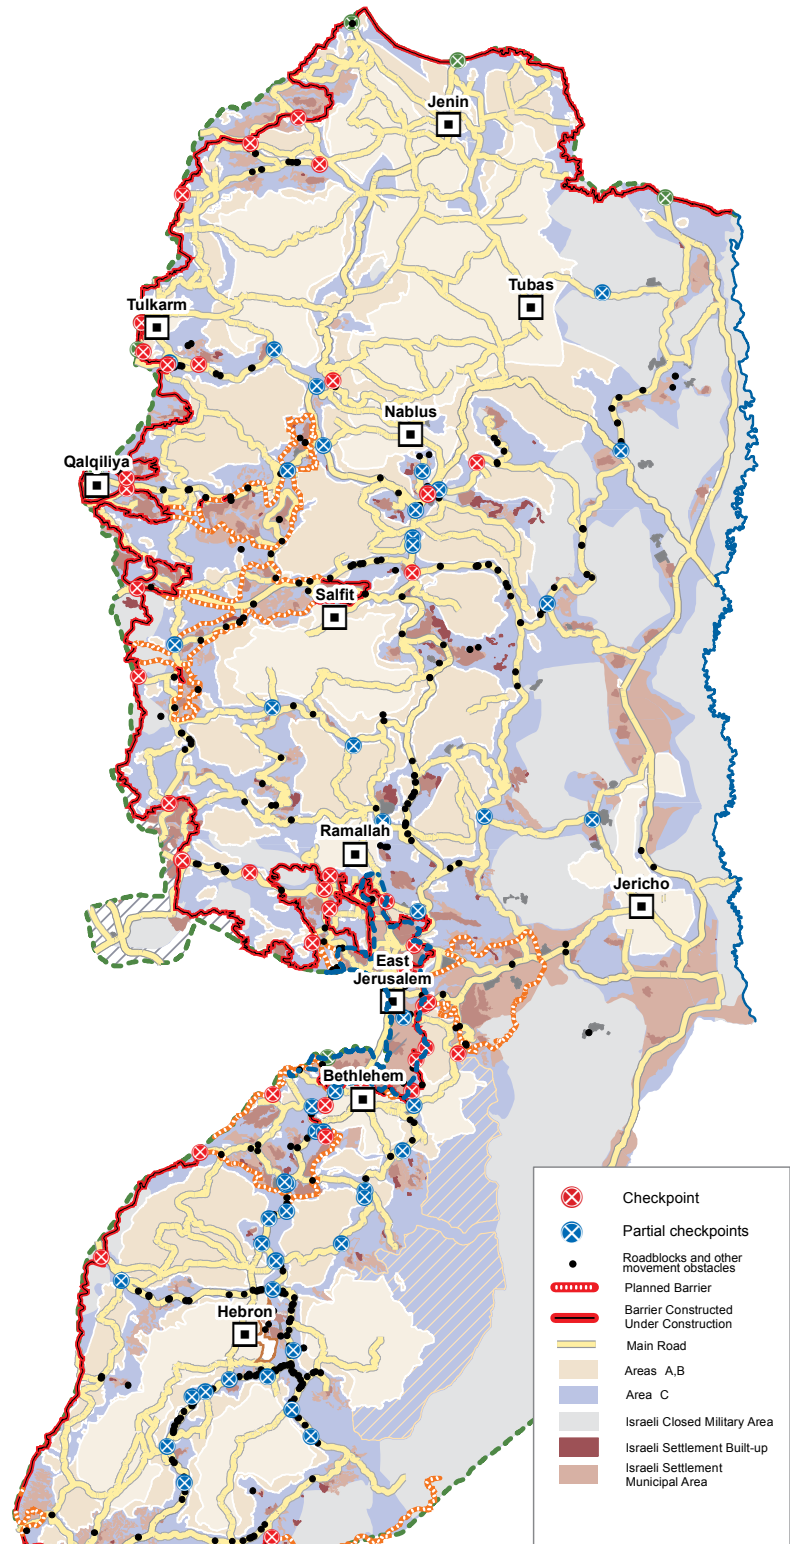 Jenin
Tubas
Tulkarm
Nablus
Qalqiliya
Salfit
Ramallah
Jericho
East
Jerusalem
Bethlehem
Hebron
Checkpoint
Partial checkpoints
Roadblocks and other
movement obstacles
Planned Barrier
Barrier Constructed
Under Construction
Main Road
Areas A,B
Area C
Israeli Closed Military Area
Israeli Settlement Built-up
Israeli Settlement
Municipal Area